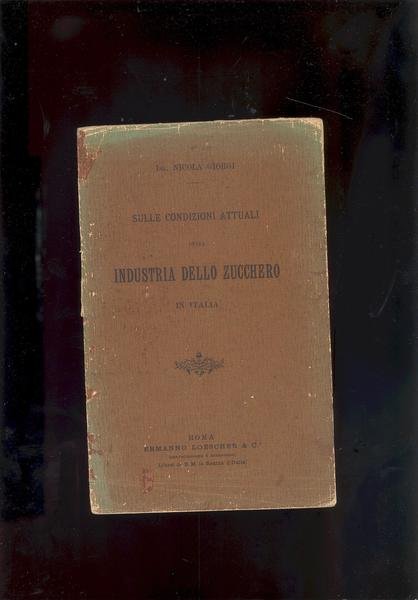 DR. NICOLA GIORGI
SULLE CONDIZIONI ATTUALI
DELLA
INDUSTRIA DELLO ZUCCHERO
IN ITALIA
ROMA
ERMANNO LOESCHER & C.º
Librai di S. M. la Regina d'Italia